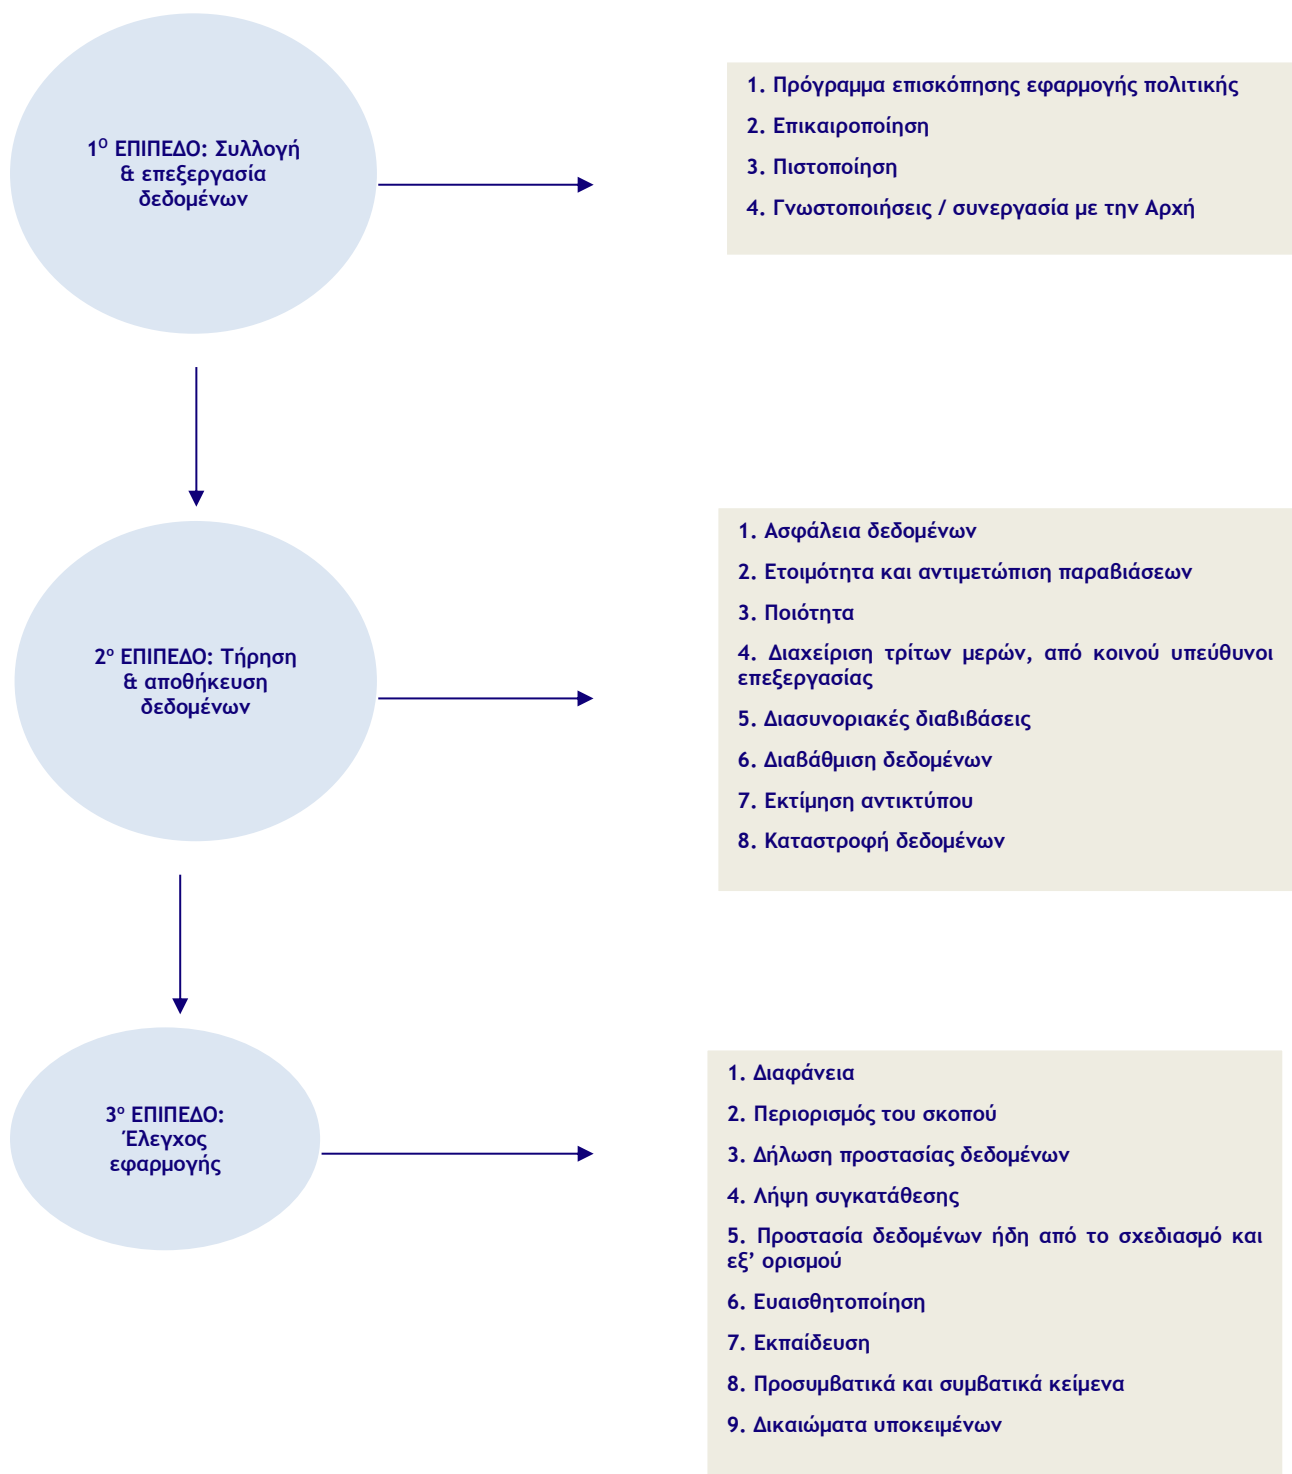 1Ο ΕΠΙΠΕΔΟ: Συλλογή
& επεξεργασία
δεδομένων
1. Πρόγραμμα επισκόπησης εφαρμογής πολιτικής
2. Επικαιροποίηση
3. Πιστοποίηση
4. Γνωστοποιήσεις / συνεργασία με την Αρχή
2ο ΕΠΙΠΕΔΟ: Τήρηση
& αποθήκευση
δεδομένων
1. Ασφάλεια δεδομένων
2. Ετοιμότητα και αντιμετώπιση παραβιάσεων
3. Ποιότητα
4. Διαχείριση τρίτων μερών, από κοινού υπεύθυνοι
επεξεργασίας
5. Διασυνοριακές διαβιβάσεις
6. Διαβάθμιση δεδομένων
7. Εκτίμηση αντικτύπου
8. Καταστροφή δεδομένων
3ο ΕΠΙΠΕΔΟ:
Έλεγχος
εφαρμογής
1. Διαφάνεια
2. Περιορισμός του σκοπού
3. Δήλωση προστασίας δεδομένων
4. Λήψη συγκατάθεσης
5. Προστασία δεδομένων ήδη από το σχεδιασμό και
εξ’ ορισμού
6. Ευαισθητοποίηση
7. Εκπαίδευση
8. Προσυμβατικά και συμβατικά κείμενα
9. Δικαιώματα υποκειμένων